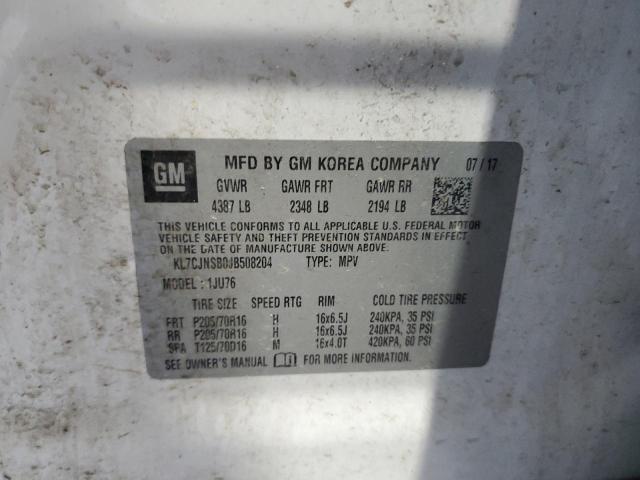 GM
MFD BY GM KOREA COMPANY 07/17
GVWR GAWR FRT GAWR RR
4387 LB 2348 LB 2194 LB
THIS VEHICLE CONFORMS TO ALL APPLICABLE U.S. FEDERAL MOTOR
VEHICLE SAFETY AND THEFT PREVENTION STANDARDS IN EFFECT
ON THE DATE OF MANUFACTURE SHOWN ABOVE.
KL7CJNSB0JB508204 TYPE: MPV
MODEL: 1JU76
TIRE SIZE SPEED RTG RIM COLD TIRE PRESSURE
FRT P205/70R16 H 16x6.5J 240KPA, 35 PSI
RR P205/70R16 H 16x6.5J 240KPA, 35 PSI
SPA T125/70D16 M 16x4.0T 420KPA, 60 PSI
SEE OWNER'S MANUAL FOR MORE INFORMATION.